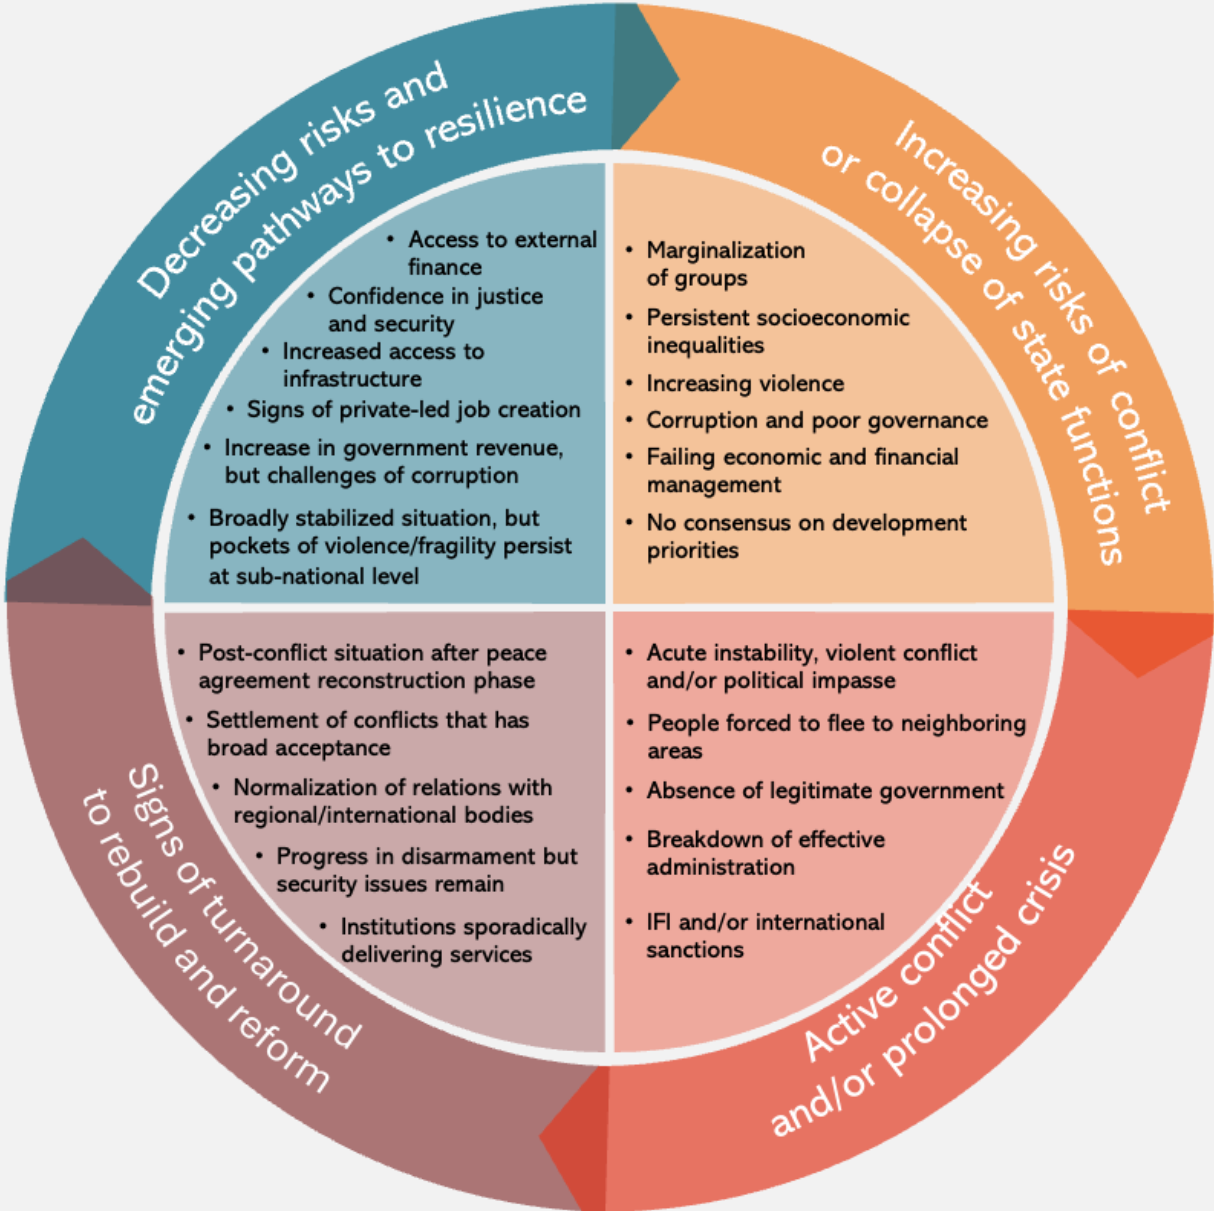 Decreasing risks and
emerging pathways to resilience
• Access to external
finance
• Confidence in justice
and security
• Increased access to
infrastructure
• Signs of private-led job creation
• Increase in government revenue,
but challenges of corruption
• Broadly stabilized situation, but
pockets of violence/fragility persist
at sub-national level
Increasing risks of conflict
or collapse of state functions
• Marginalization
of groups
• Persistent socioeconomic
inequalities
• Increasing violence
• Corruption and poor governance
• Failing economic and financial
management
• No consensus on development
priorities
• Post-conflict situation after peace
agreement reconstruction phase
• Settlement of conflicts that has
broad acceptance
• Normalization of relations with
regional/international bodies
• Progress in disarmament but
security issues remain
• Institutions sporadically
delivering services
Signs of turnaround
to rebuild and reform
• Acute instability, violent conflict
and/or political impasse
• People forced to flee to neighboring
areas
• Absence of legitimate government
• Breakdown of effective
administration
• IFI and/or international
sanctions
Active conflict
and/or prolonged crisis